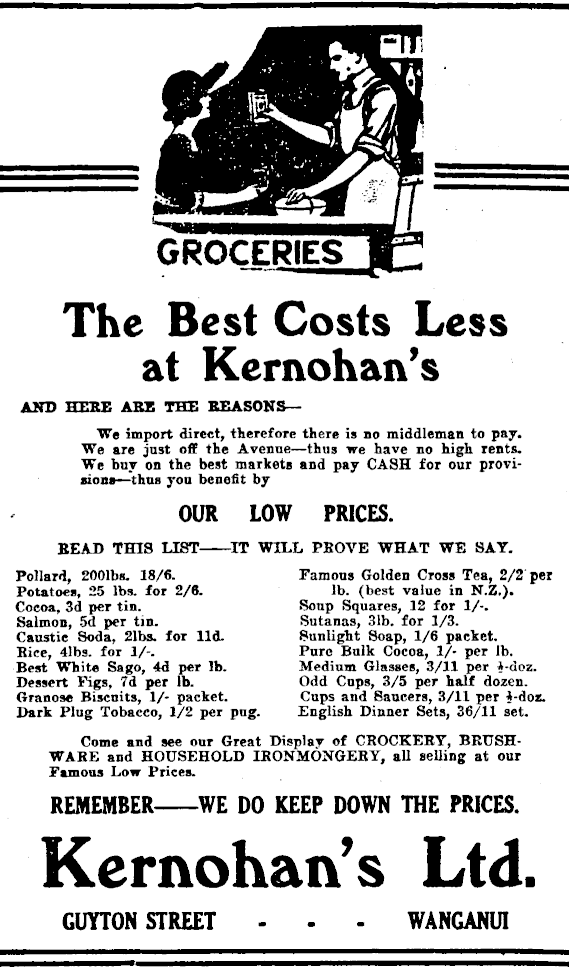 GROCERIES
The Best Costs Less
at Kernohan's
AND HERE ARE THE REASONS—
We import direct, therefore there is no middleman to pay.
We are just off the Avenue—thus we have no high rents.
We buy on the best markets and pay CASH for our provi-
sions—thus you benefit by
OUR LOW PRICES.
READ THIS LIST——IT WILL PROVE WHAT WE SAY.
Pollard, 200lbs. 18/6.
Potatoes, 25 lbs. for 2/6.
Cocoa, 3d per tin.
Salmon, 5d per tin.
Caustic Soda, 2lbs. for 11d.
Rice, 4lbs. for 1/-.
Best White Sago, 4d per lb.
Dessert Figs, 7d per lb.
Granose Biscuits, 1/- packet.
Dark Plug Tobacco, 1/2 per pug.
Famous Golden Cross Tea, 2/2 per
lb. (best value in N.Z.).
Soup Squares, 12 for 1/-.
Sutanas, 3lb. for 1/3.
Sunlight Soap, 1/6 packet.
Pure Bulk Cocoa, 1/- per lb.
Medium Glasses, 3/11 per ½-doz.
Odd Cups, 3/5 per half dozen.
Cups and Saucers, 3/11 per ½-doz.
English Dinner Sets, 36/11 set.
Come and see our Great Display of CROCKERY, BRUSH-
WARE and HOUSEHOLD IRONMONGERY, all selling at our
Famous Low Prices.
REMEMBER——WE DO KEEP DOWN THE PRICES.
Kernohan's Ltd.
GUYTON STREET - - - WANGANUI